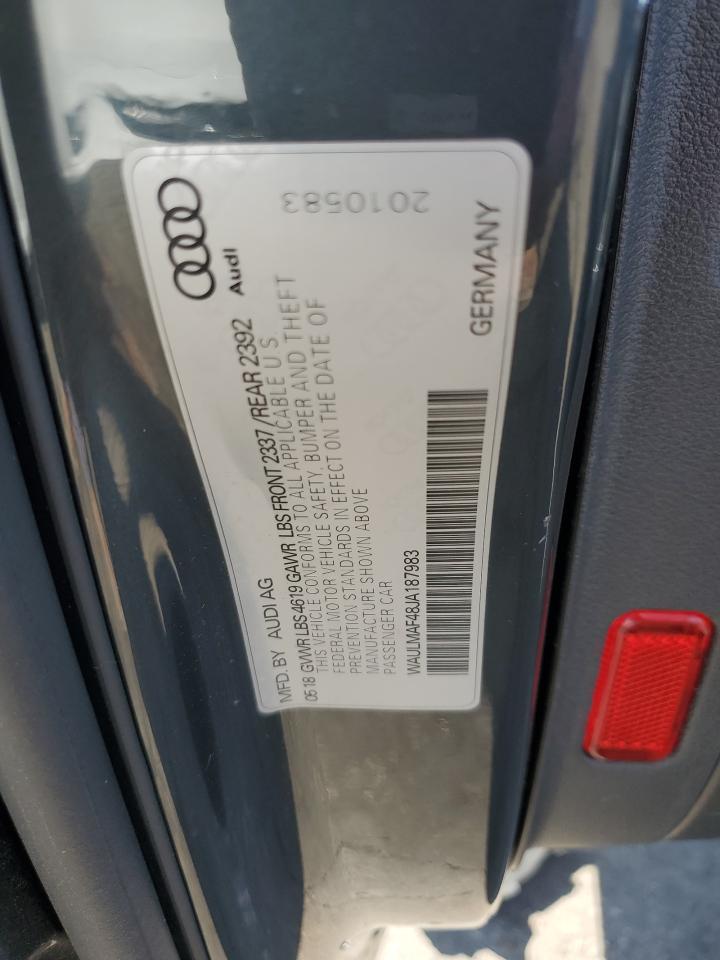 Audi
2010583
MFD. BY AUDI AG
05 18 GVWR LBS 4619 GAWR LBS FRONT 2337 / REAR 2392
THIS VEHICLE CONFORMS TO ALL APPLICABLE U S.
FEDERAL MOTOR VEHICLE SAFETY, BUMPER AND THEFT
PREVENTION STANDARDS IN EFFECT ON THE DATE OF
MANUFACTURE SHOWN ABOVE
PASSENGER CAR
WAULMAF48JA187983
GERMANY